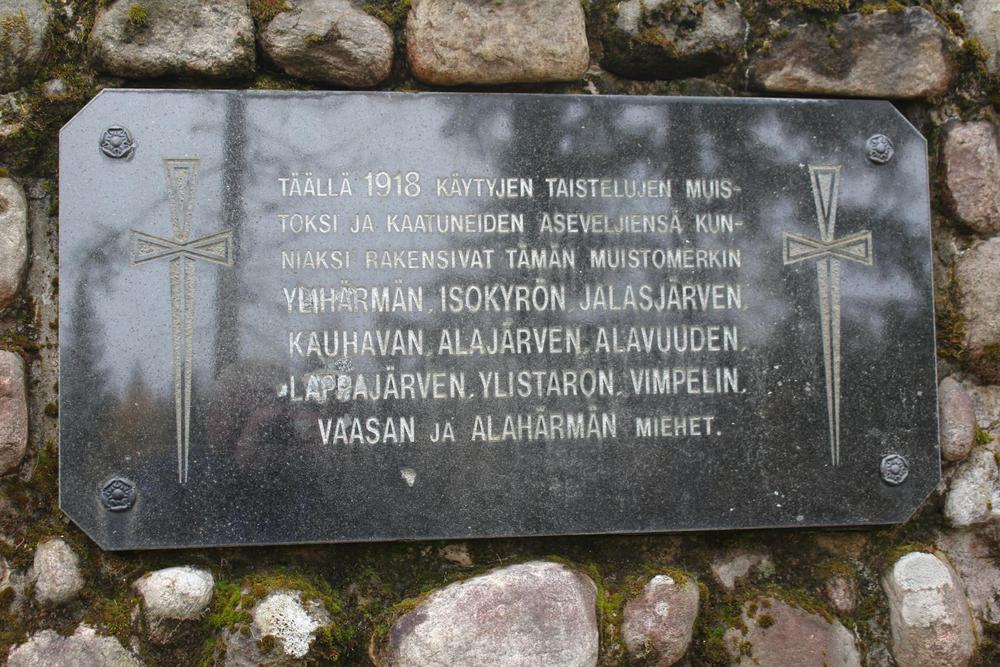 TÄÄLLÄ 1918 KÄYTYJEN TAISTELUJEN MUIS-
TOKSI JA KAATUNEIDEN ASEVELJIENSÄ KUN-
NIAKSI RAKENSIVAT TÄMÄN MUISTOMERKIN
YLIHÄRMÄN, ISOKYRÖN, JALASJÄRVEN,
KAUHAVAN, ALAJÄRVEN, ALAVUUDEN,
LAPPAJÄRVEN, YLISTARON, VIMPELIN,
VAASAN JA ALAHÄRMÄN MIEHET.